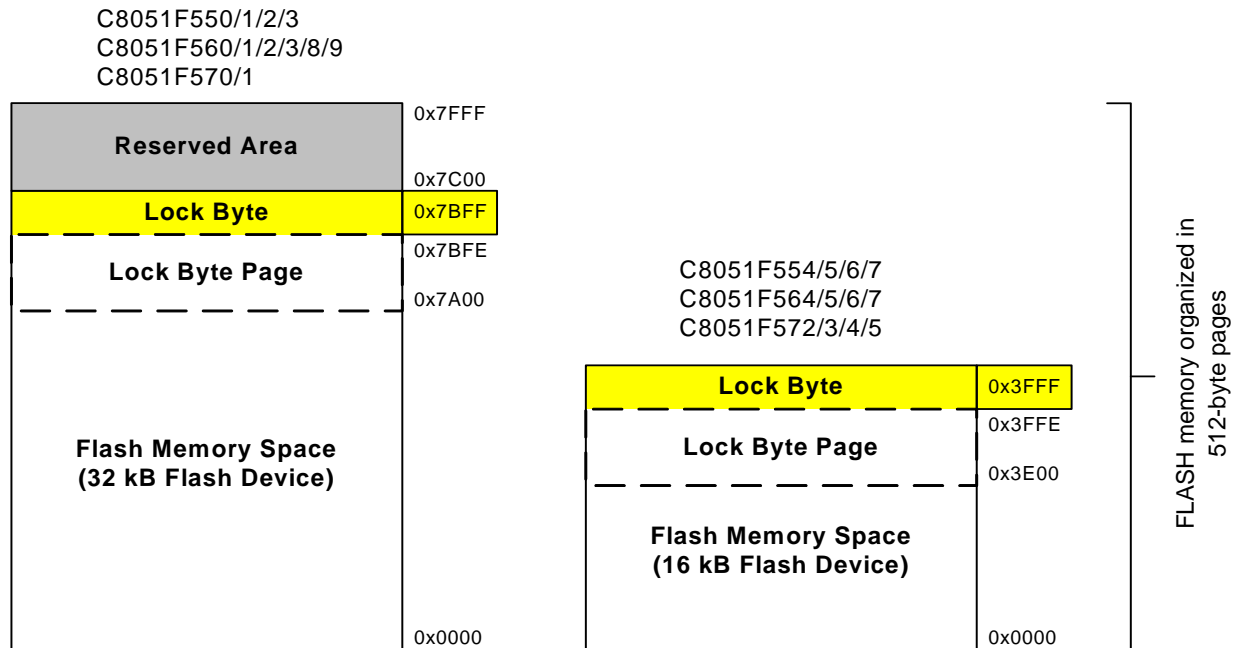 C8051F550/1/2/3
C8051F560/1/2/3/8/9
C8051F570/1
0x7FFF
Reserved Area
0x7C00
Lock Byte
0x7BFF
0x7BFE
Lock Byte Page
0x7A00
Flash Memory Space
(32 kB Flash Device)
0x0000
C8051F554/5/6/7
C8051F564/5/6/7
C8051F572/3/4/5
Lock Byte
0x3FFF
0x3FFE
Lock Byte Page
0x3E00
Flash Memory Space
(16 kB Flash Device)
0x0000
FLASH memory organized in
512-byte pages